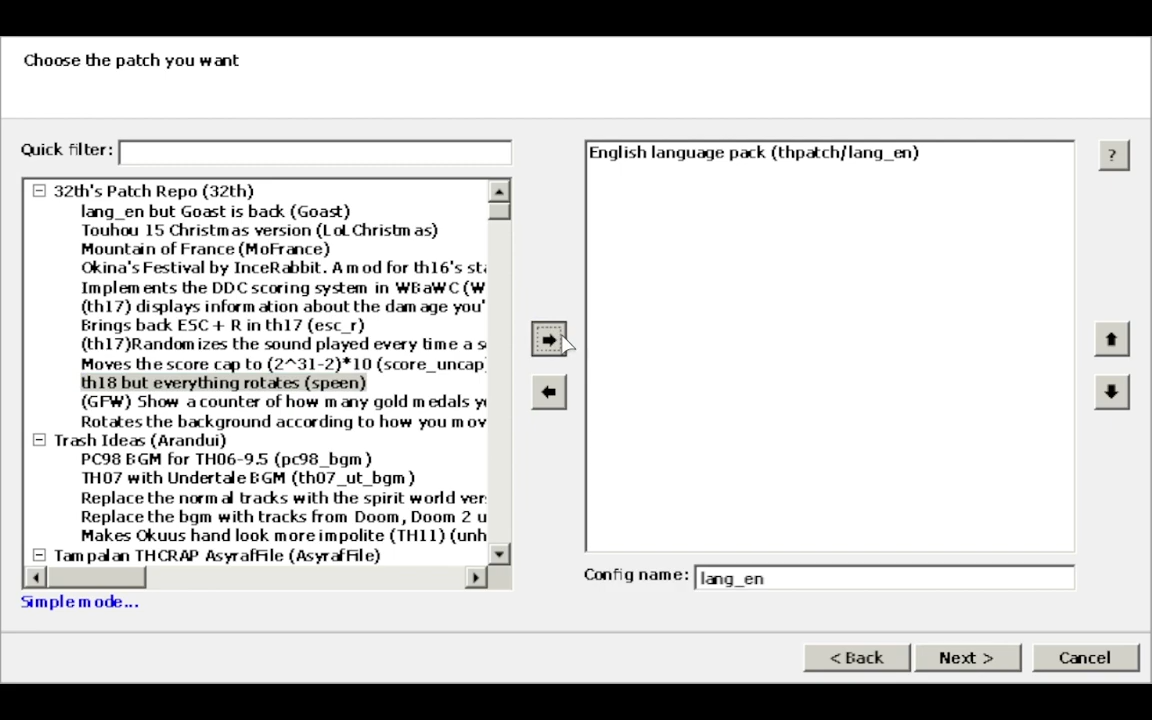 Choose the patch you want
Quick filter:
32th's Patch Repo (32th)
lang_en but Goast is back (Goast)
Touhou 15 Christmas version (LoLChristmas)
Mountain of France (MoFrance)
Okina's Festival by InceRabbit. A mod for th16's sta
Implements the DDC scoring system in WBaWC (W
(th17) displays information about the damage you'
Brings back ESC + R in th17 (esc_r)
(th17)Randomizes the sound played every time a s
Moves the score cap to (2^31-2)*10 (score_uncap
th18 but everything rotates (speen)
(GFW) Show a counter of how many gold medals y
Rotates the background according to how you mov
Trash Ideas (Arandui)
PC98 BGM for TH06-9.5 (pc98_bgm)
TH07 with Undertale BGM (th07_ut_bgm)
Replace the normal tracks with the spirit world ver
Replace the bgm with tracks from Doom, Doom 2 u
Makes Okuus hand look more impolite (TH11) (unh
Tampalan THCRAP AsyrafFile (AsyrafFile)
Simple mode...
English language pack (thpatch/lang_en)
?
Config name: lang_en
< Back
Next >
Cancel